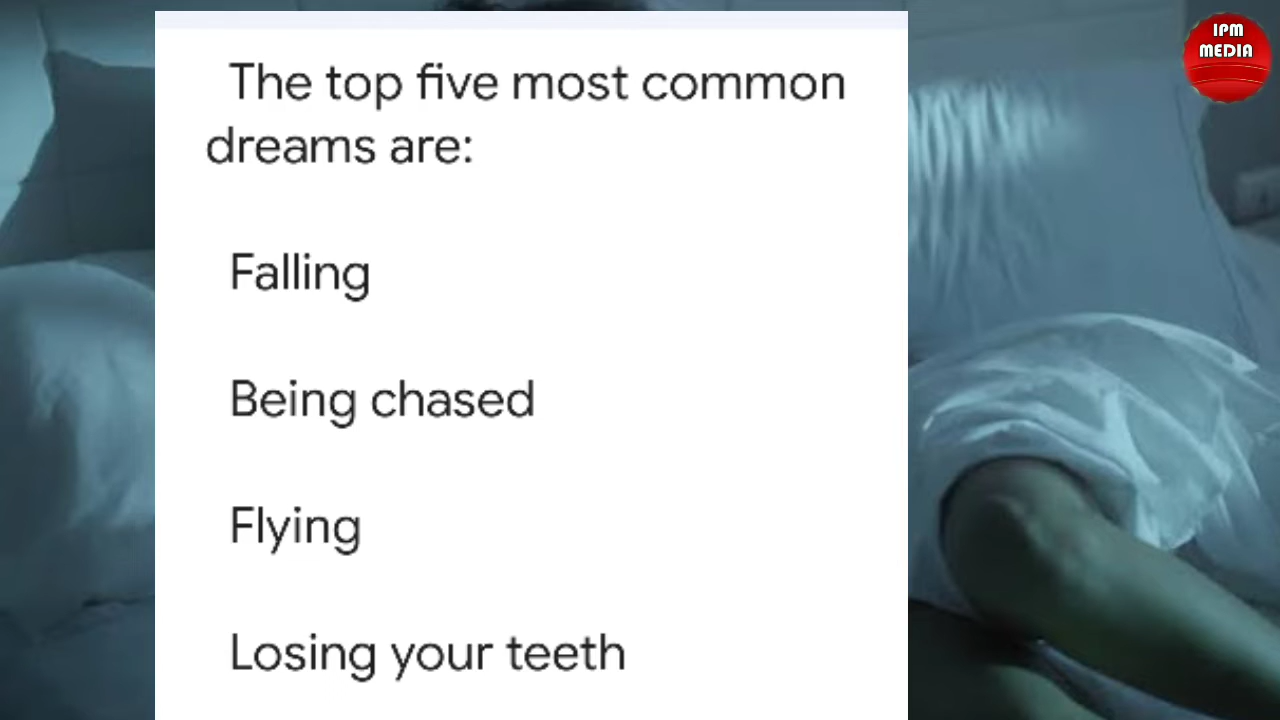 The top five most common
dreams are:
Falling
Being chased
Flying
Losing your teeth
IPM
MEDIA